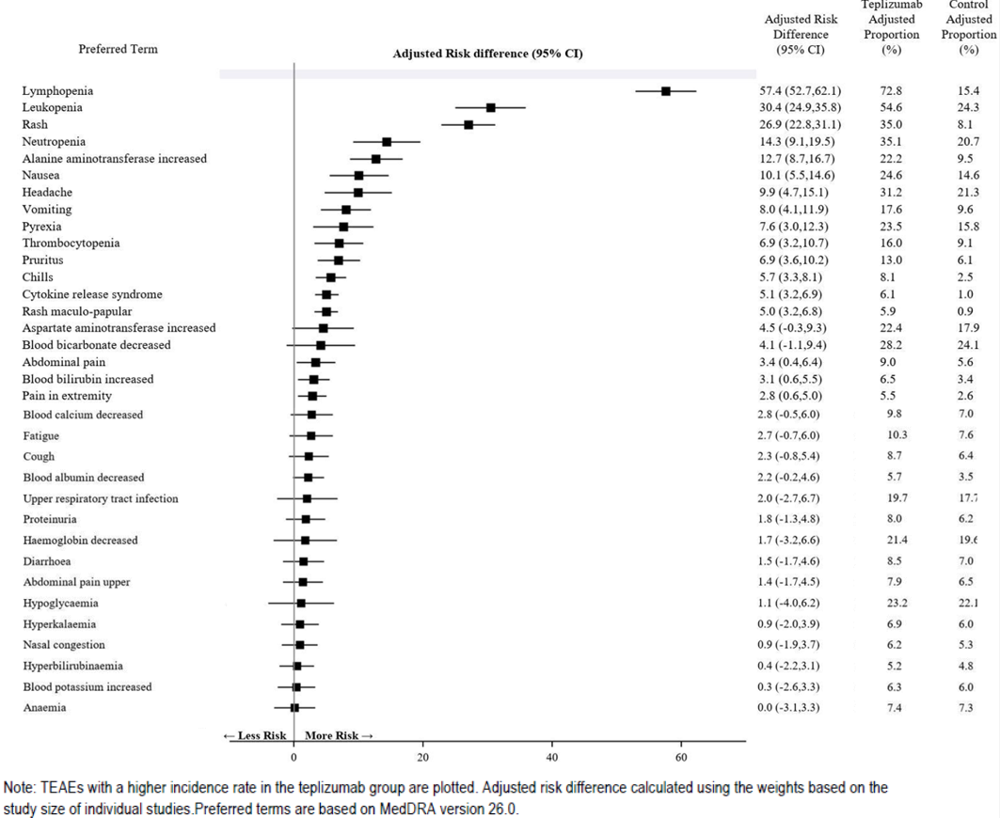 Teplizumab Control
Adjusted Risk Adjusted Adjusted
Difference Proportion Proportion
Preferred Term Adjusted Risk difference (95% CI) (95% CI) (%) (%)
Lymphopenia 57.4 (52.7,62.1) 72.8 15.4
Leukopenia 30.4 (24.9,35.8) 54.6 24.3
Rash 26.9 (22.8,31.1) 35.0 8.1
Neutropenia 14.3 (9.1,19.5) 35.1 20.7
Alanine aminotransferase increased 12.7 (8.7,16.7) 22.2 9.5
Nausea 10.1 (5.5,14.6) 24.6 14.6
Headache 9.9 (4.7,15.1) 31.2 21.3
Vomiting 8.0 (4.1,11.9) 17.6 9.6
Pyrexia 7.6 (3.0,12.3) 23.5 15.8
Thrombocytopenia 6.9 (3.2,10.7) 16.0 9.1
Pruritus 6.9 (3.6,10.2) 13.0 6.1
Chills 5.7 (3.3,8.1) 8.1 2.5
Cytokine release syndrome 5.1 (3.2,6.9) 6.1 1.0
Rash maculo-papular 5.0 (3.2,6.8) 5.9 0.9
Aspartate aminotransferase increased 4.5 (-0.3,9.3) 22.4 17.9
Blood bicarbonate decreased 4.1 (-1.1,9.4) 28.2 24.1
Abdominal pain 3.4 (0.4,6.4) 9.0 5.6
Blood bilirubin increased 3.1 (0.6,5.5) 6.5 3.4
Pain in extremity 2.8 (0.6,5.0) 5.5 2.6
Blood calcium decreased 2.8 (-0.5,6.0) 9.8 7.0
Fatigue 2.7 (-0.7,6.0) 10.3 7.6
Cough 2.3 (-0.8,5.4) 8.7 6.4
Blood albumin decreased 2.2 (-0.2,4.6) 5.7 3.5
Upper respiratory tract infection 2.0 (-2.7,6.7) 19.7 17.7
Proteinuria 1.8 (-1.3,4.8) 8.0 6.2
Haemoglobin decreased 1.7 (-3.2,6.6) 21.4 19.6
Diarrhoea 1.5 (-1.7,4.6) 8.5 7.0
Abdominal pain upper 1.4 (-1.7,4.5) 7.9 6.5
Hypoglycaemia 1.1 (-4.0,6.2) 23.2 22.1
Hyperkalaemia 0.9 (-2.0,3.9) 6.9 6.0
Nasal congestion 0.9 (-1.9,3.7) 6.2 5.3
Hyperbilirubinaemia 0.4 (-2.2,3.1) 5.2 4.8
Blood potassium increased 0.3 (-2.6,3.3) 6.3 6.0
Anaemia 0.0 (-3.1,3.3) 7.4 7.3
← Less Risk More Risk →
0 20 40 60
Note: TEAEs with a higher incidence rate in the teplizumab group are plotted. Adjusted risk difference calculated using the weights based on the
study size of individual studies.Preferred terms are based on MedDRA version 26.0.